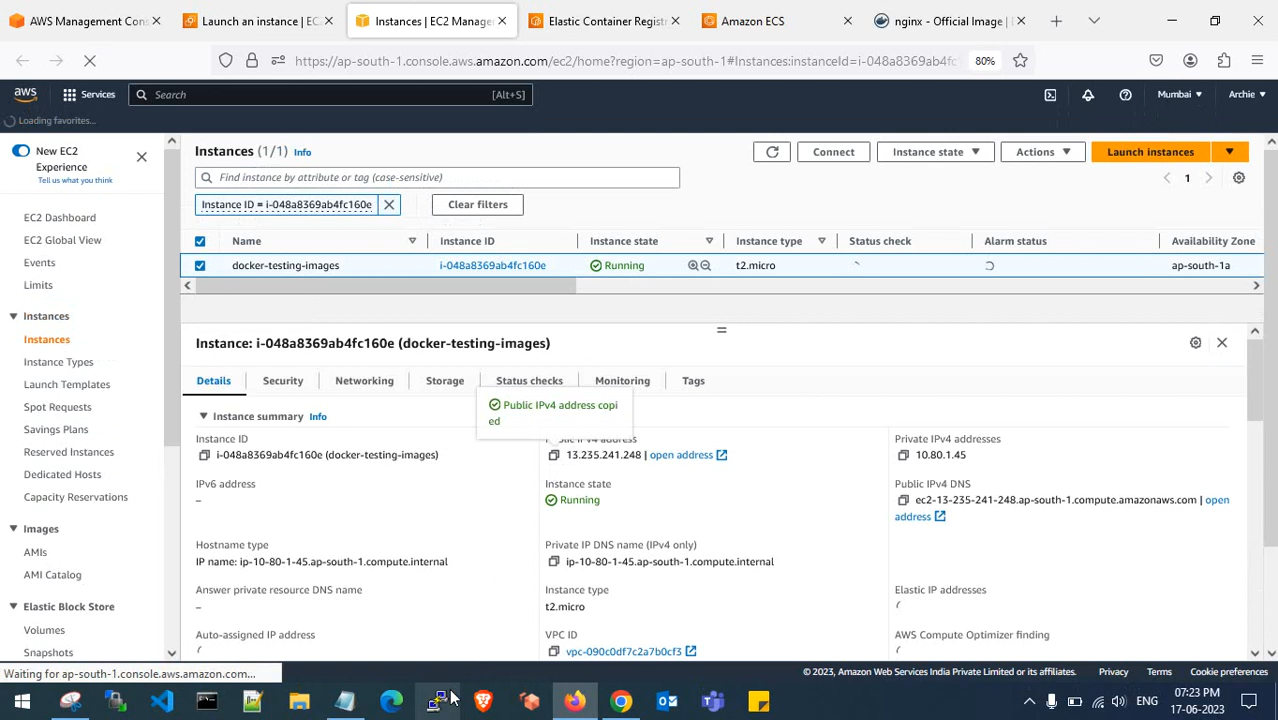 AWS Management Cons
Launch an instance | EC2
Instances | EC2 Manage
Elastic Container Regist
Amazon ECS
nginx - Official Image | D
https://ap-south-1.console.aws.amazon.com/ec2/home?region=ap-south-1#Instances:instanceId=i-048a8369ab4fc
80%
aws
Services
Search
[Alt+S]
Mumbai
Archie
Loading favorites...
New EC2
Experience
Tell us what you think
EC2 Dashboard
EC2 Global View
Events
Limits
Instances
Instances
Instance Types
Launch Templates
Spot Requests
Savings Plans
Reserved Instances
Dedicated Hosts
Capacity Reservations
Images
AMIs
AMI Catalog
Elastic Block Store
Volumes
Snapshots
Instances (1/1) Info
Connect
Instance state
Actions
Launch instances
Find instance by attribute or tag (case-sensitive)
1
Instance ID = i-048a8369ab4fc160e
Clear filters
Name
Instance ID
Instance state
Instance type
Status check
Alarm status
Availability Zone
docker-testing-images
i-048a8369ab4fc160e
Running
t2.micro
ap-south-1a
Instance: i-048a8369ab4fc160e (docker-testing-images)
Details
Security
Networking
Storage
Status checks
Monitoring
Tags
Public IPv4 address copi
ed
Instance summary Info
Instance ID
i-048a8369ab4fc160e (docker-testing-images)
Public IPv4 address
13.235.241.248 | open address
Private IPv4 addresses
10.80.1.45
IPv6 address
–
Instance state
Running
Public IPv4 DNS
ec2-13-235-241-248.ap-south-1.compute.amazonaws.com | open
address
Hostname type
IP name: ip-10-80-1-45.ap-south-1.compute.internal
Private IP DNS name (IPv4 only)
ip-10-80-1-45.ap-south-1.compute.internal
Answer private resource DNS name
–
Instance type
t2.micro
Elastic IP addresses
Auto-assigned IP address
VPC ID
vpc-090c0df7c2a7b0cf3
AWS Compute Optimizer finding
Waiting for ap-south-1.console.aws.amazon.com...
© 2023, Amazon Web Services India Private Limited or its affiliates.
Privacy
Terms
Cookie preferences
ENG
07:23 PM
17-06-2023